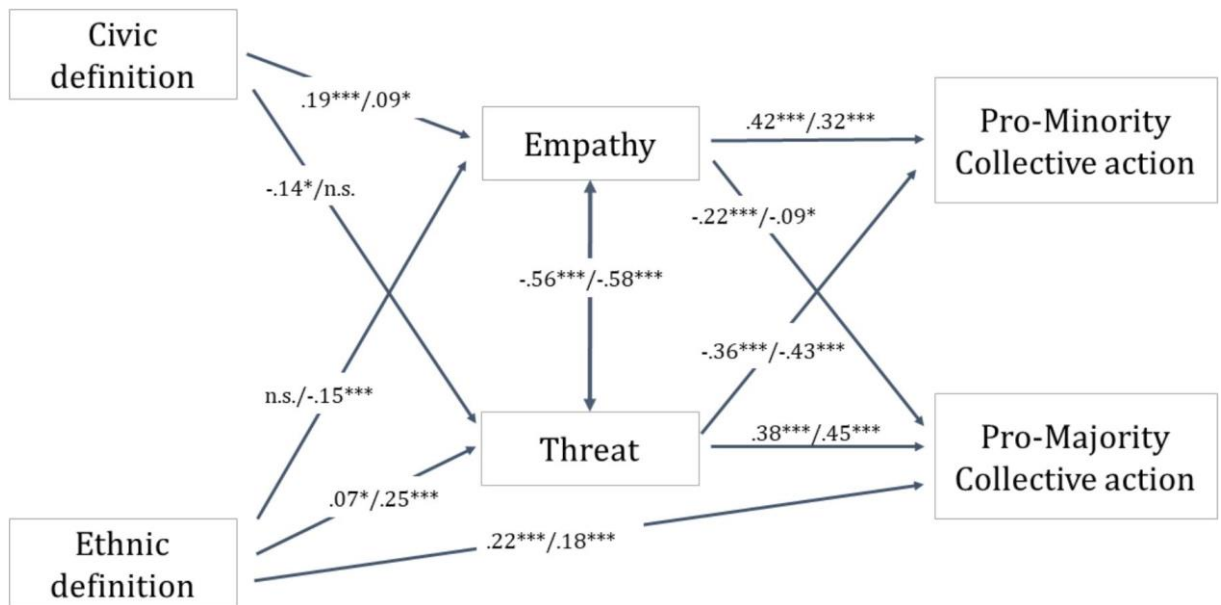 Civic
definition
.19***/.09*
Empathy
.42***/.32***
Pro-Minority
Collective action
-.14*/n.s.
-.22***/-.09*
-.56***/-.58***
-.36***/-.43***
n.s./-.15***
Threat
.38***/.45***
Pro-Majority
Collective action
.07*/.25***
.22***/.18***
Ethnic
definition